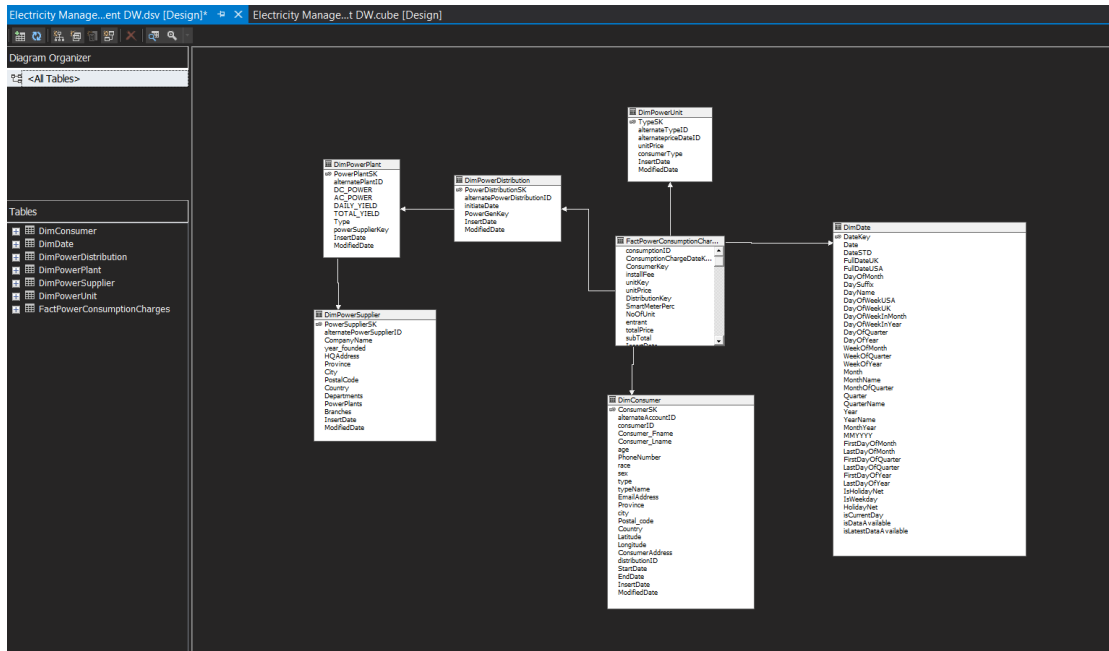 Electricity Manage...ent DW.dsv [Design]*
Electricity Manage...t DW.cube [Design]
Diagram Organizer
<All Tables>
Tables
DimConsumer
DimDate
DimPowerDistribution
DimPowerPlant
DimPowerSupplier
DimPowerUnit
FactPowerConsumptionCharges
DimPowerPlant
PowerPlantSK
alternatePlantID
DC_POWER
AC_POWER
DAILY_YIELD
TOTAL_YIELD
Type
powerSupplierKey
InsertDate
ModifiedDate
DimPowerDistribution
PowerDistributionSK
alternatePowerDistributionID
initiateDate
PowerGenKey
InsertDate
ModifiedDate
DimPowerUnit
TypeSK
alternateTypeID
alternatepriceDateID
unitPrice
consumerType
InsertDate
ModifiedDate
FactPowerConsumptionChar...
consumptionID
ConsumptionChargeDateK...
ConsumerKey
installFee
unitKey
unitPrice
DistributionKey
SmartMeterPerc
NoOfUnit
entrant
totalPrice
subTotal
InsertDate
DimPowerSupplier
PowerSupplierSK
alternatePowerSupplierID
CompanyName
year_founded
HQAddress
Province
City
PostalCode
Country
Departments
PowerPlants
Branches
InsertDate
ModifiedDate
DimConsumer
ConsumerSK
alternateAccountID
consumerID
Consumer_Fname
Consumer_Lname
age
PhoneNumber
race
sex
type
typeName
EmailAddress
Province
city
Postal_code
Country
Latitude
Longitude
ConsumerAddress
distributionID
StartDate
EndDate
InsertDate
ModifiedDate
DimDate
DateKey
Date
DateSTD
FullDateUK
FullDateUSA
DayOfMonth
DaySuffix
DayName
DayOfWeekUSA
DayOfWeekUK
DayOfWeekInMonth
DayOfWeekInYear
DayOfQuarter
DayOfYear
WeekOfMonth
WeekOfQuarter
WeekOfYear
Month
MonthName
MonthOfQuarter
Quarter
QuarterName
Year
YearName
MonthYear
MMYYYY
FirstDayOfMonth
LastDayOfMonth
FirstDayOfQuarter
LastDayOfQuarter
FirstDayOfYear
LastDayOfYear
IsHolidayNet
IsWeekday
HolidayNet
isCurrentDay
isDataAvailable
isLatestDataAvailable